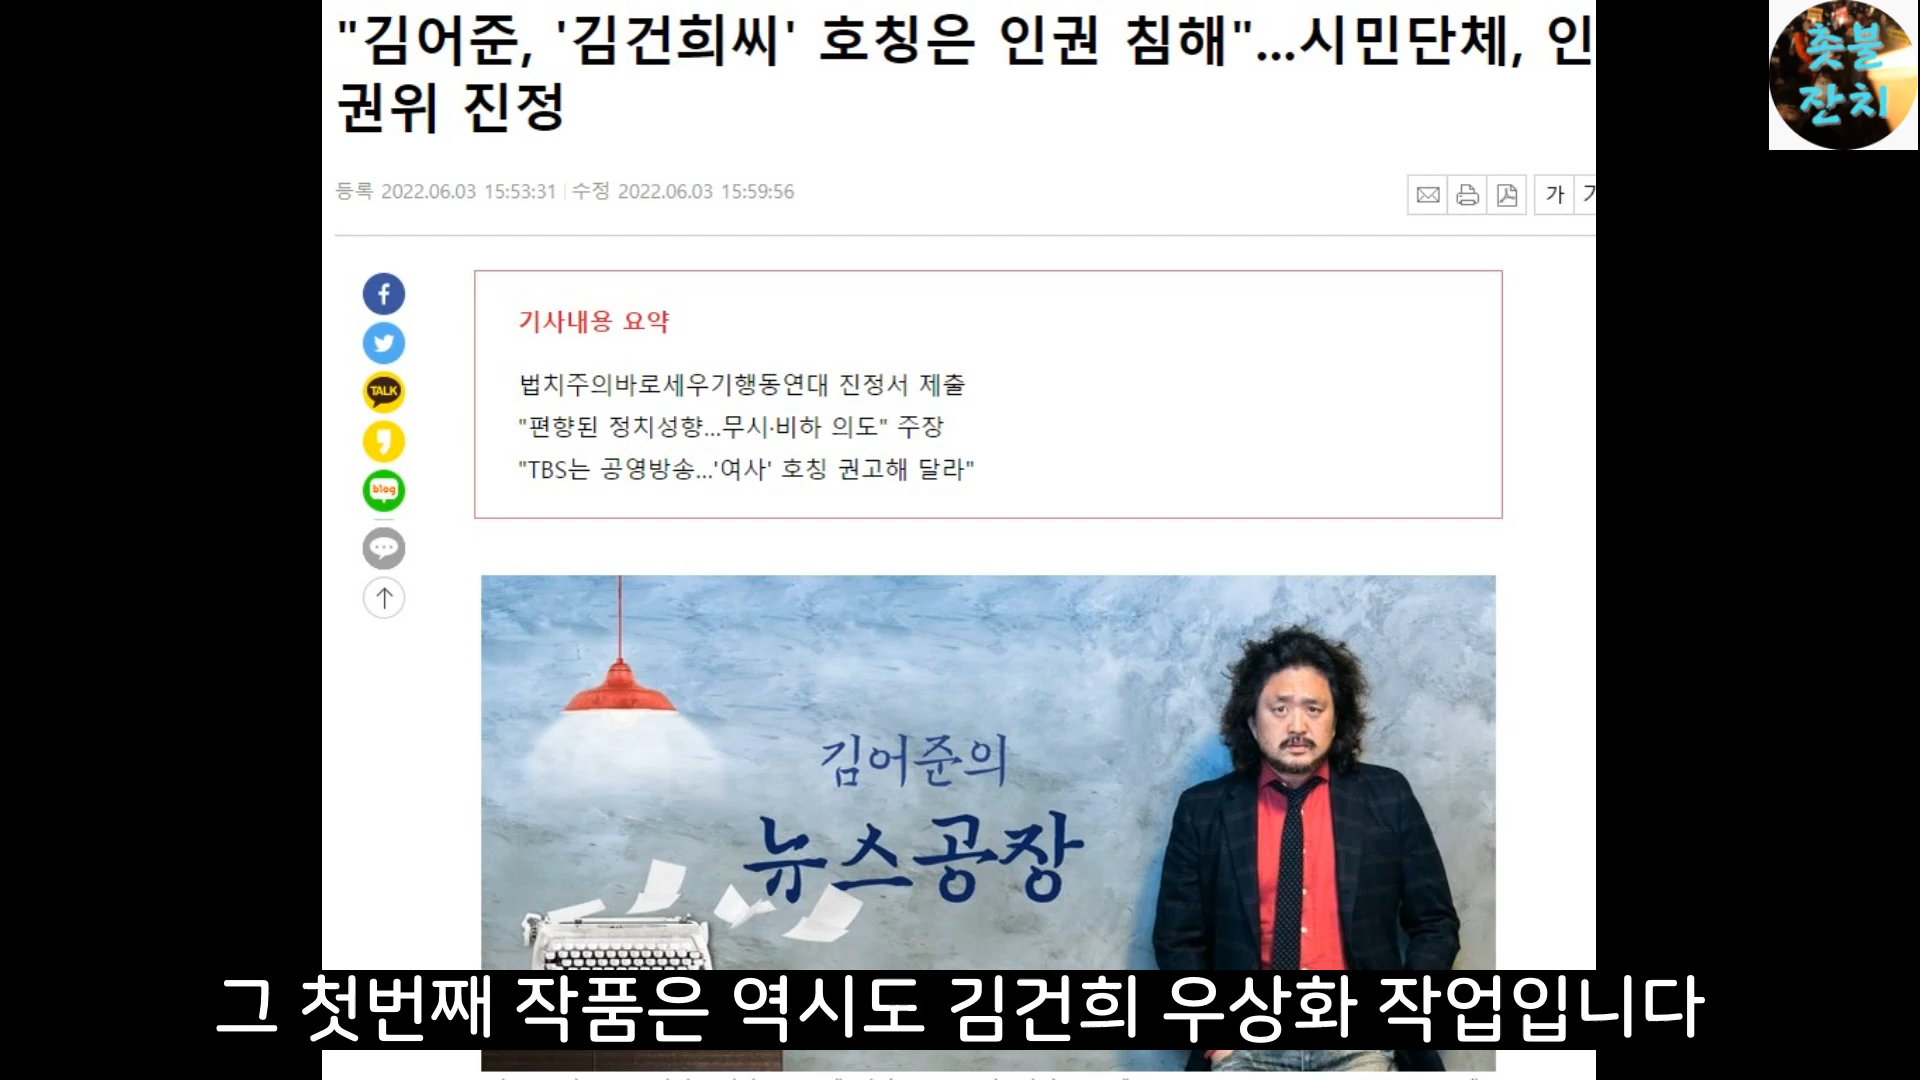 "김어준, '김건희씨' 호칭은 인권 침해"...시민단체, 인
권위 진정
촛불
잔치
등록 2022.06.03 15:53:31 수정 2022.06.03 15:59:56
가
기사내용 요약
법치주의바로세우기행동연대 진정서 제출
"편향된 정치성향...무시·비하 의도" 주장
"TBS는 공영방송...'여사' 호칭 권고해 달라"
TALK
blog
김어준의
뉴스공장
그 첫번째 작품은 역시도 김건희 우상화 작업입니다